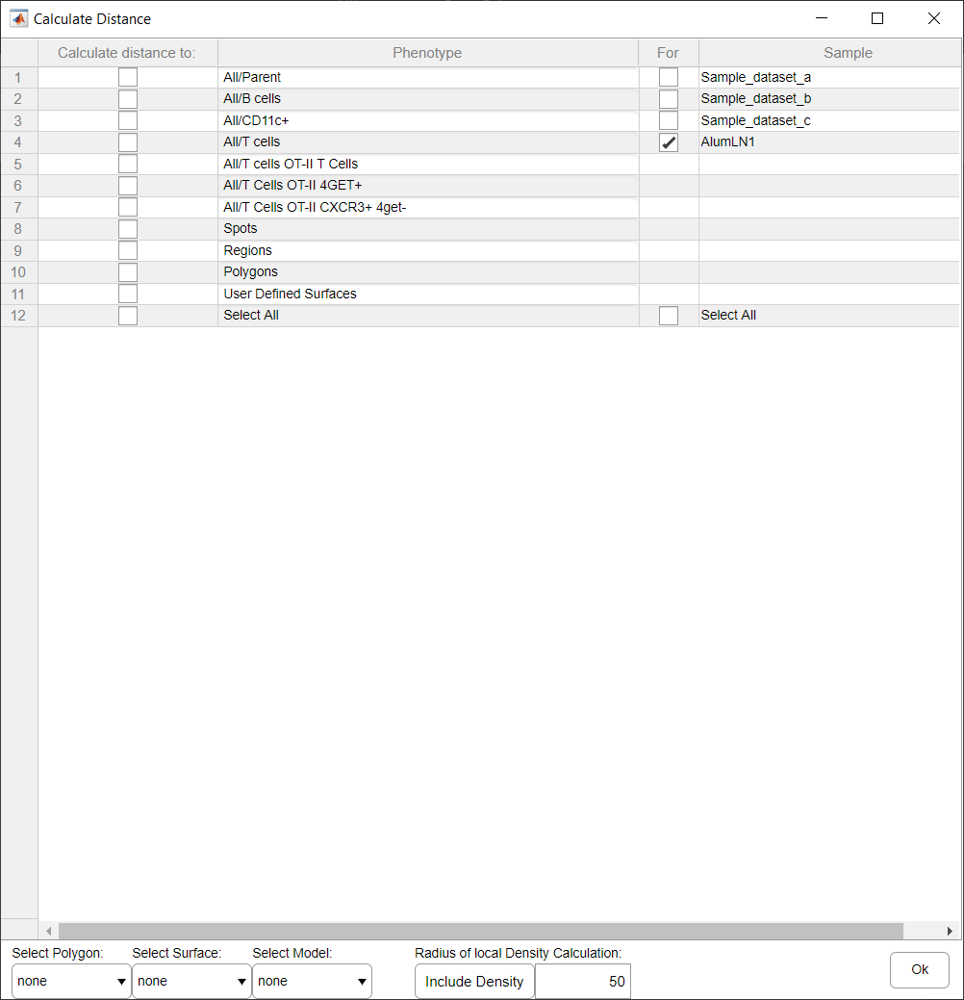 Calculate Distance
Calculate distance to: Phenotype For Sample
1 All/Parent Sample_dataset_a
2 All/B cells Sample_dataset_b
3 All/CD11c+ Sample_dataset_c
4 All/T cells AlumLN1
5 All/T cells OT-II T Cells
6 All/T Cells OT-II 4GET+
7 All/T Cells OT-II CXCR3+ 4get-
8 Spots
9 Regions
10 Polygons
11 User Defined Surfaces
12 Select All Select All
Select Polygon: Select Surface: Select Model: Radius of local Density Calculation:
none none none Include Density 50 Ok